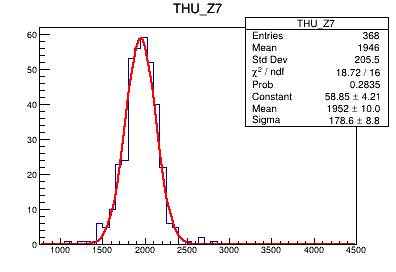 THU_Z7
THU_Z7
Entries 368
Mean 1946
Std Dev 205.5
χ² / ndf 18.72 / 16
Prob 0.2835
Constant 58.85 ± 4.21
Mean 1952 ± 10.0
Sigma 178.6 ± 8.8
60
50
40
30
20
10
0
1000 1500 2000 2500 3000 3500 4000 4500